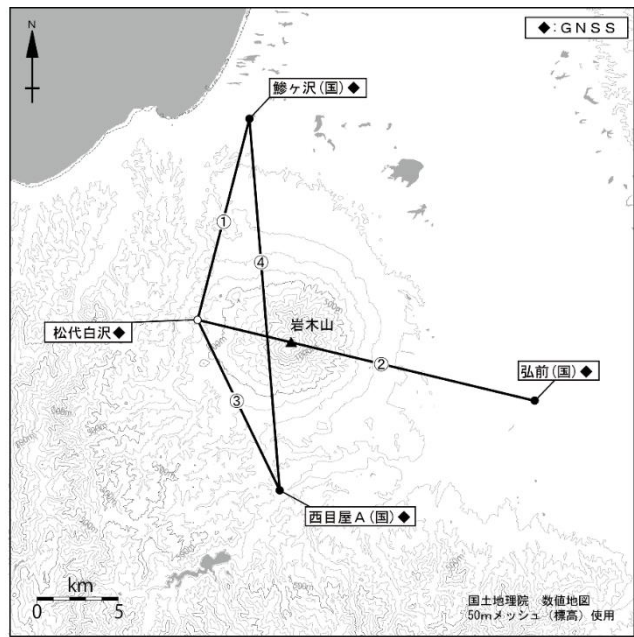 N
◆:GNSS
鰺ヶ沢(国)◆
①
④
松代白沢◆
岩木山
②
弘前(国)◆
③
西目屋A(国)◆
km
0 5
国土地理院 数値地図
50mメッシュ(標高)使用